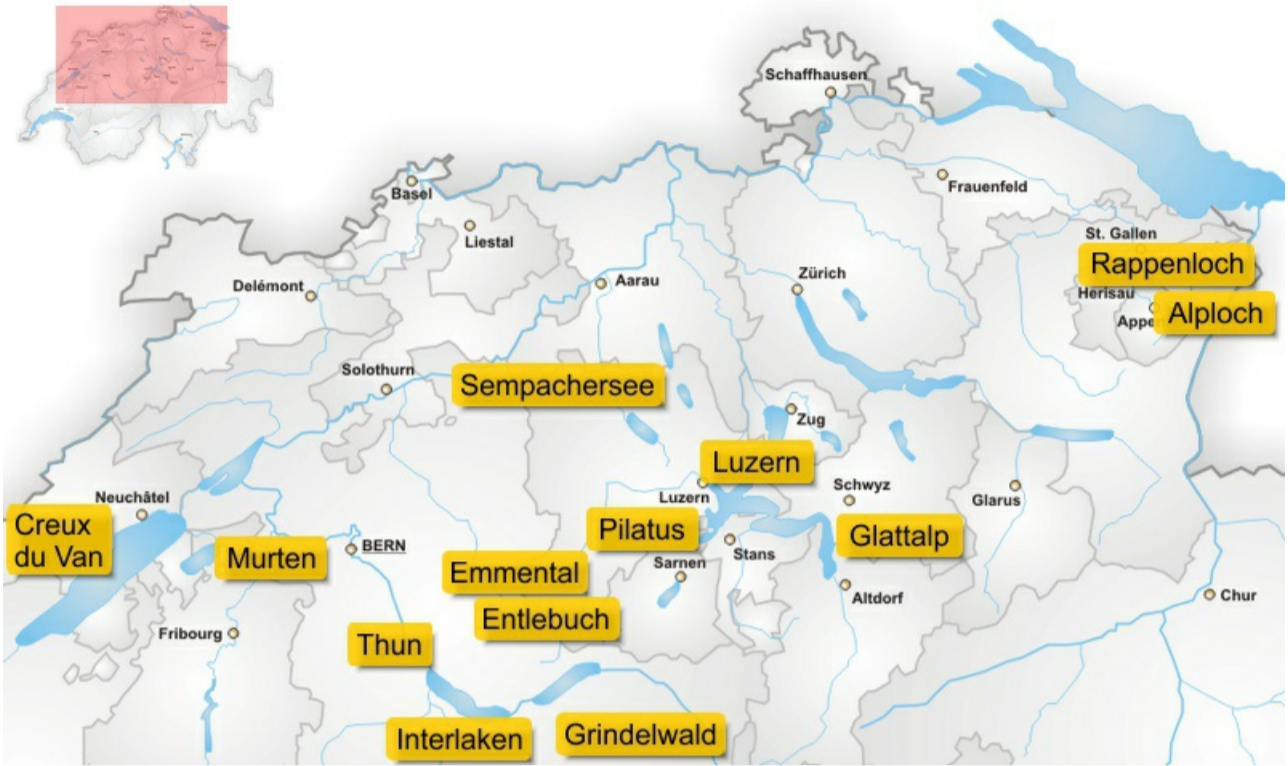 Schaffhausen
Basel
Frauenfeld
Liestal
St. Gallen
Rappenloch
Delémont
Aarau
Zürich
Herisau
Alploch
Appe
Solothurn
Sempachersee
Zug
Luzern
Neuchâtel
Luzern
Schwyz
Glarus
Creux
du Van
Murten
BERN
Pilatus
Stans
Glattalp
Emmental
Sarnen
Entlebuch
Altdorf
Chur
Fribourg
Thun
Interlaken
Grindelwald